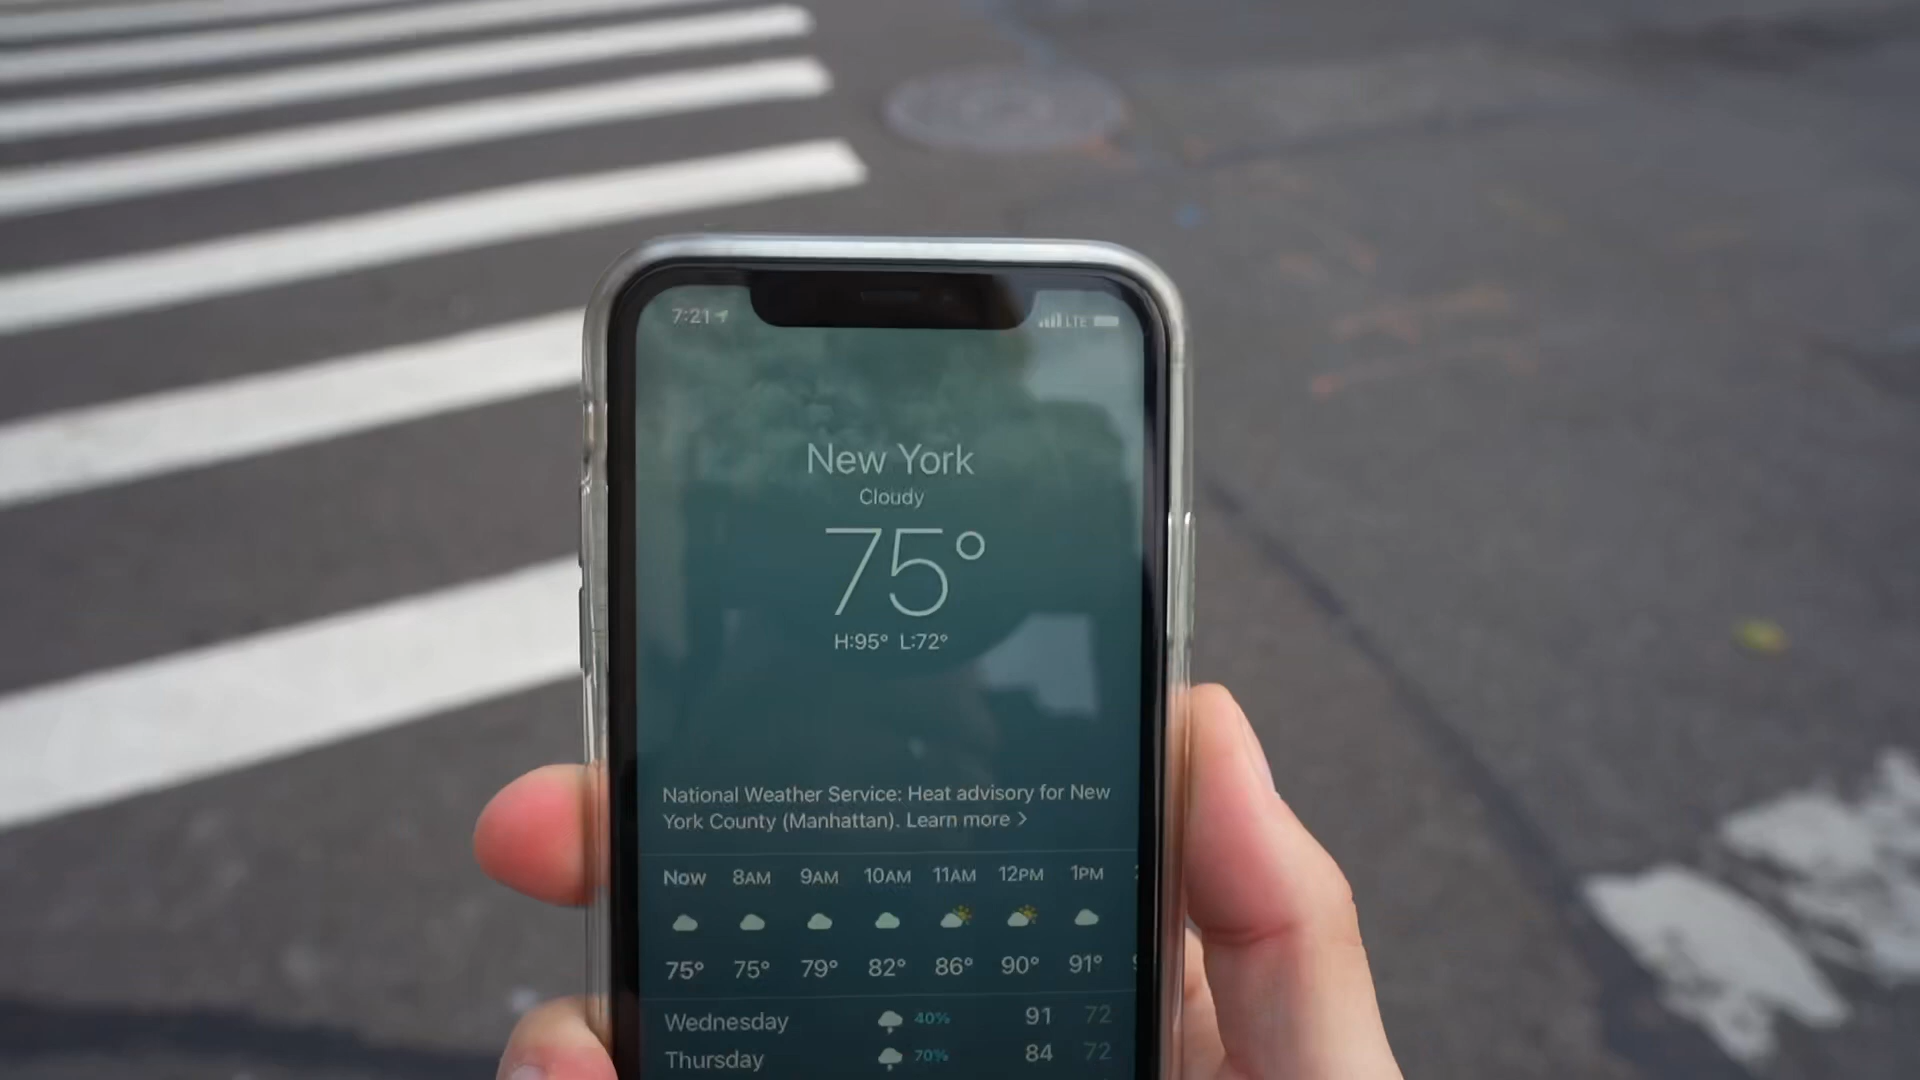 7:21 LTE
New York
Cloudy
75°
H:95° L:72°
National Weather Service: Heat advisory for New
York County (Manhattan). Learn more >
Now 8AM 9AM 10AM 11AM 12PM 1PM
75° 75° 79° 82° 86° 90° 91°
Wednesday 40% 91 72
Thursday 70% 84 72